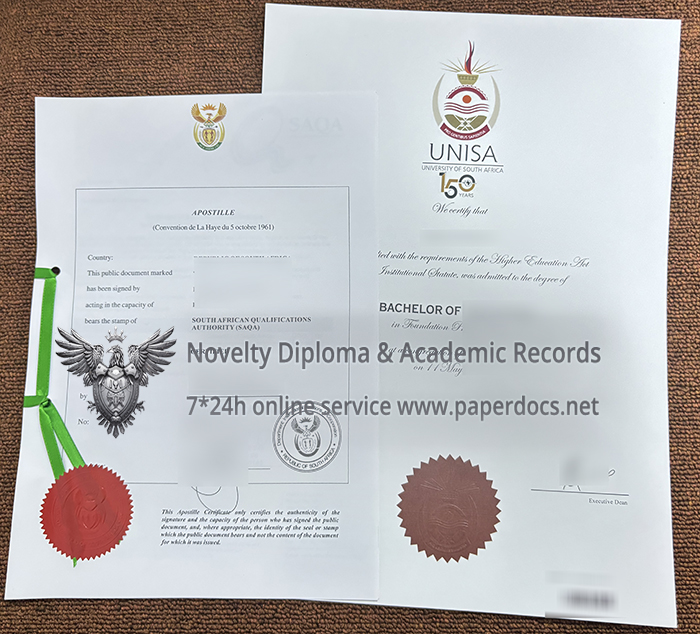 APOSTILLE
(Convention de La Haye du 5 octobre 1961)
Country:
This public document marked
has been signed by
acting in the capacity of
bears the stamp of
SOUTH AFRICAN QUALIFICATIONS
AUTHORITY (SAQA)
by
No:
REPUBLIC OF SOUTH AFRICA
This Apostille Certificate only certifies the authenticity of the
signature and the capacity of the person who has signed the public
document, and, where appropriate, the identity of the seal or stamp
which the public document bears and not the content of the document
for which it was issued.
PRO GENTIBUS SAPIENTIA
UNISA
UNIVERSITY OF SOUTH AFRICA
150
YEARS
We certify that
with the requirements of the Higher Education Act
Institutional Statute, was admitted to the degree of
BACHELOR OF
in Foundation
on 11 May
Executive Dean
Novelty Diploma & Academic Records
7*24h online service www.paperdocs.net